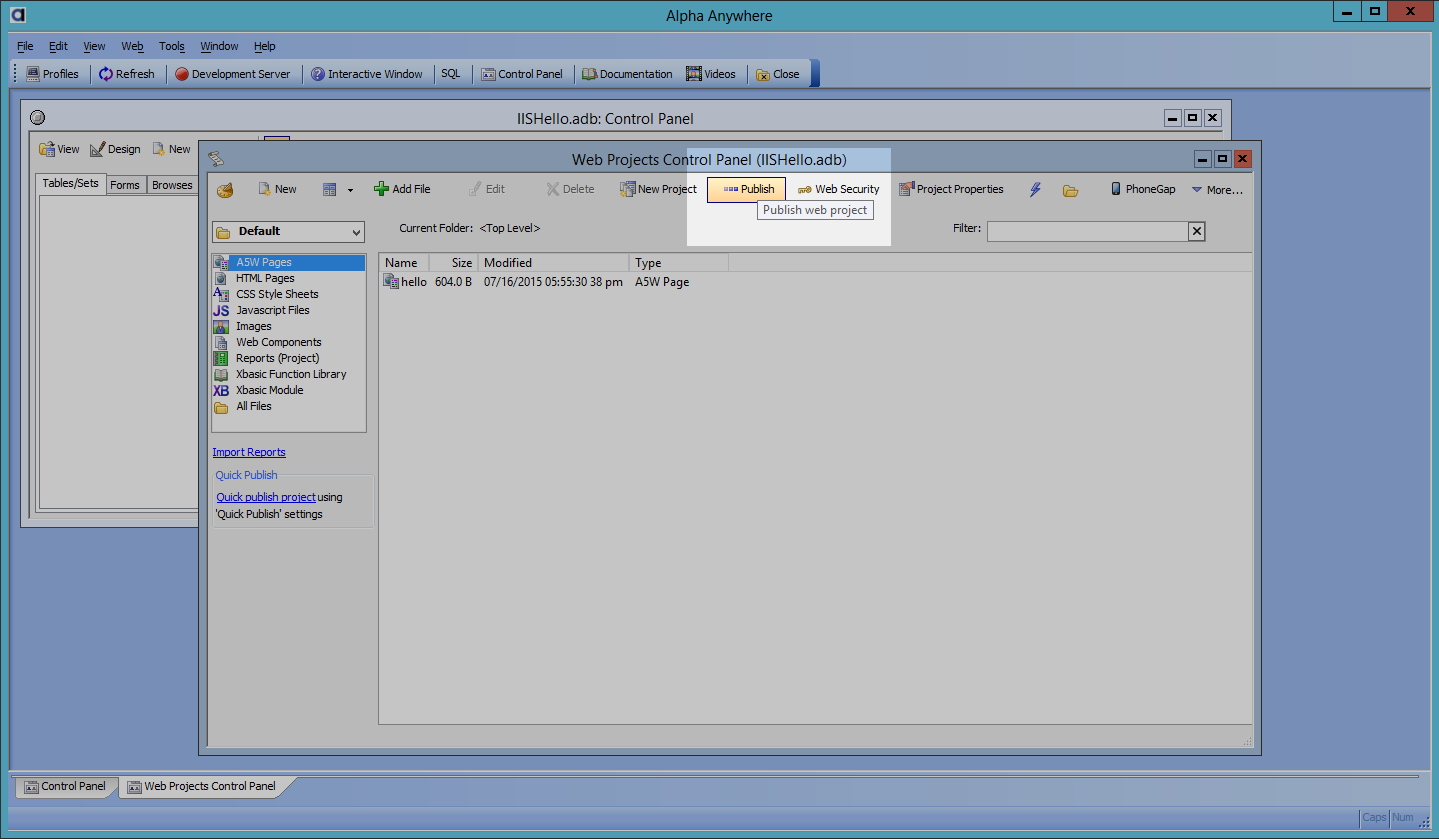 Alpha Anywhere
File Edit View Web Tools Window Help
Profiles Refresh Development Server Interactive Window SQL Control Panel Documentation Videos Close
IISHello.adb: Control Panel
View Design New
Tables/Sets Forms Browses
Web Projects Control Panel (IISHello.adb)
New Add File Edit Delete New Project Publish Web Security Project Properties PhoneGap More...
Publish web project
Default Current Folder: <Top Level> Filter:
Name Size Modified Type
hello 604.0 B 07/16/2015 05:55:30 38 pm A5W Page
A5W Pages
HTML Pages
CSS Style Sheets
JS Javascript Files
Images
Web Components
Reports (Project)
Xbasic Function Library
XB Xbasic Module
All Files
Import Reports
Quick Publish
Quick publish project using
'Quick Publish' settings
Control Panel Web Projects Control Panel
Caps Num